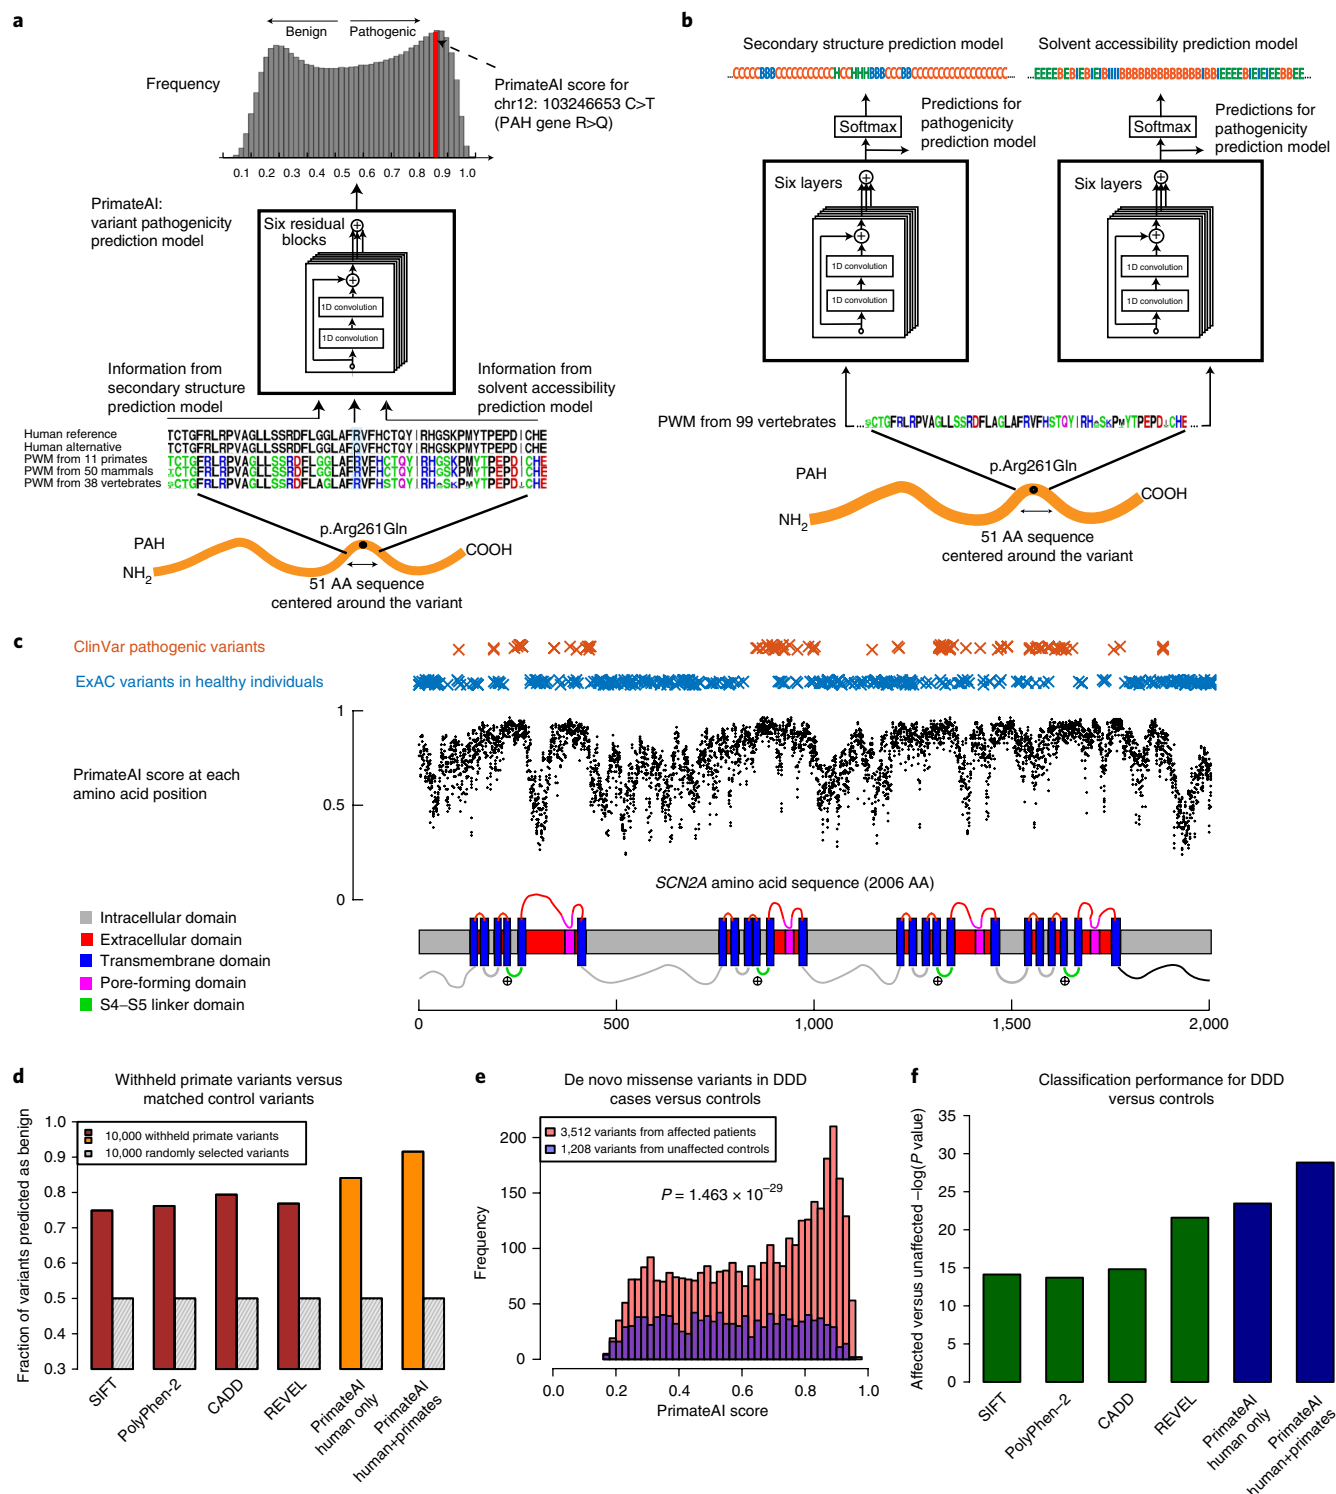 a
Benign
Pathogenic
Frequency
PrimateAI score for
chr12: 103246653 C>T
(PAH gene R>Q)
0.1 0.2 0.3 0.4 0.5 0.6 0.7 0.8 0.9 1.0
PrimateAI:
variant pathogenicity
prediction model
Six residual
blocks
1D convolution
1D convolution
Information from
secondary structure
prediction model
Information from
solvent accessibility
prediction model
Human reference TCTGFRLRPVAGLLSSRDFLGGLAFRVFHCTQYIRHGSKPMYTPEPDICHE
Human alternative TCTGFRLRPVAGLLSSRDFLGGLAFQVFHCTQYIRHGSKPMYTPEPDICHE
PWM from 11 primates TCTGFRLRPVAGLLSSRDFLGGLAFRVFHCTQYIRHGSKPMYTPEPDICHE
PWM from 50 mammals
PWM from 38 vertebrates
p.Arg261Gln
PAH
NH2
COOH
51 AA sequence
centered around the variant
b
Secondary structure prediction model
Solvent accessibility prediction model
Softmax
Predictions for
pathogenicity
prediction model
Softmax
Predictions for
pathogenicity
prediction model
Six layers
1D convolution
1D convolution
Six layers
1D convolution
1D convolution
PWM from 99 vertebrates
p.Arg261Gln
PAH
NH2
COOH
51 AA sequence
centered around the variant
c
ClinVar pathogenic variants
ExAC variants in healthy individuals
PrimateAI score at each
amino acid position
1
0.5
0
SCN2A amino acid sequence (2006 AA)
Intracellular domain
Extracellular domain
Transmembrane domain
Pore-forming domain
S4–S5 linker domain
0 500 1,000 1,500 2,000
d
Withheld primate variants versus
matched control variants
Fraction of variants predicted as benign
1.0
0.9
0.8
0.7
0.6
0.5
0.4
0.3
10,000 withheld primate variants
10,000 randomly selected variants
SIFT
PolyPhen-2
CADD
REVEL
PrimateAI
human only
PrimateAI
human+primates
e
De novo missense variants in DDD
cases versus controls
3,512 variants from affected patients
1,208 variants from unaffected controls
P = 1.463 × 10−29
Frequency
200
150
100
50
0
0.0 0.2 0.4 0.6 0.8 1.0
PrimateAI score
f
Classification performance for DDD
versus controls
Affected versus unaffected –log(P value)
35
30
25
20
15
10
5
0
SIFT
PolyPhen–2
CADD
REVEL
PrimateAI
human only
PrimateAI
human+primates